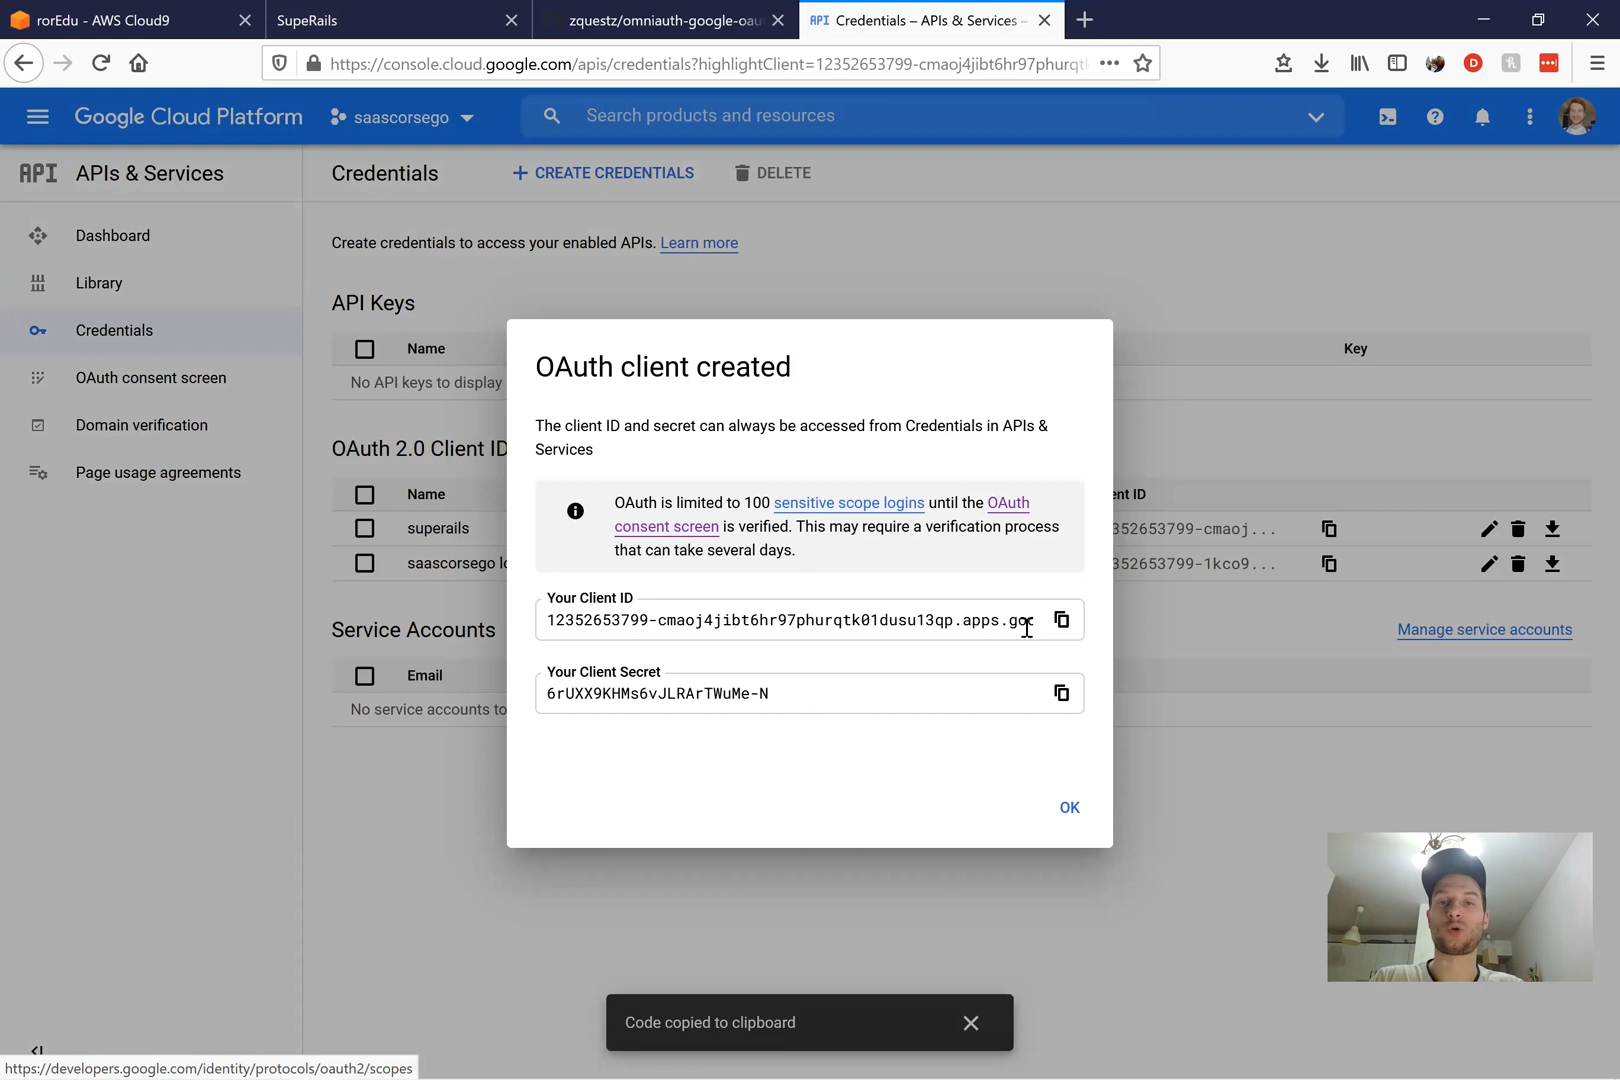 rorEdu - AWS Cloud9
SupeRails
zquestz/omniauth-google-oau
API Credentials – APIs & Services –
https://console.cloud.google.com/apis/credentials?highlightClient=12352653799-cmaoj4jibt6hr97phurqtk
Google Cloud Platform
saascorsego
Search products and resources
API APIs & Services
Credentials
CREATE CREDENTIALS
DELETE
Dashboard
Library
Credentials
OAuth consent screen
Domain verification
Page usage agreements
Create credentials to access your enabled APIs. Learn more
API Keys
Name
Key
No API keys to display
OAuth 2.0 Client ID
Name
ent ID
superails
352653799-cmaoj...
saascorsego lo
352653799-1kco9...
Service Accounts
Manage service accounts
Email
No service accounts to
OAuth client created
The client ID and secret can always be accessed from Credentials in APIs &
Services
OAuth is limited to 100 sensitive scope logins until the OAuth
consent screen is verified. This may require a verification process
that can take several days.
Your Client ID
12352653799-cmaoj4jibt6hr97phurqtk01dusu13qp.apps.goo
Your Client Secret
6rUXX9KHMs6vJLRArTWuMe-N
OK
Code copied to clipboard
https://developers.google.com/identity/protocols/oauth2/scopes